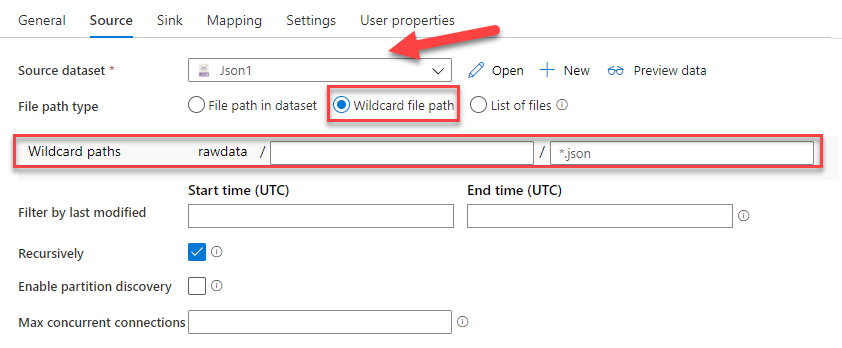 General Source Sink Mapping Settings User properties
Source dataset * Json1 Open New Preview data
File path type File path in dataset Wildcard file path List of files
Wildcard paths rawdata / / *.json
Start time (UTC) End time (UTC)
Filter by last modified
Recursively
Enable partition discovery
Max concurrent connections